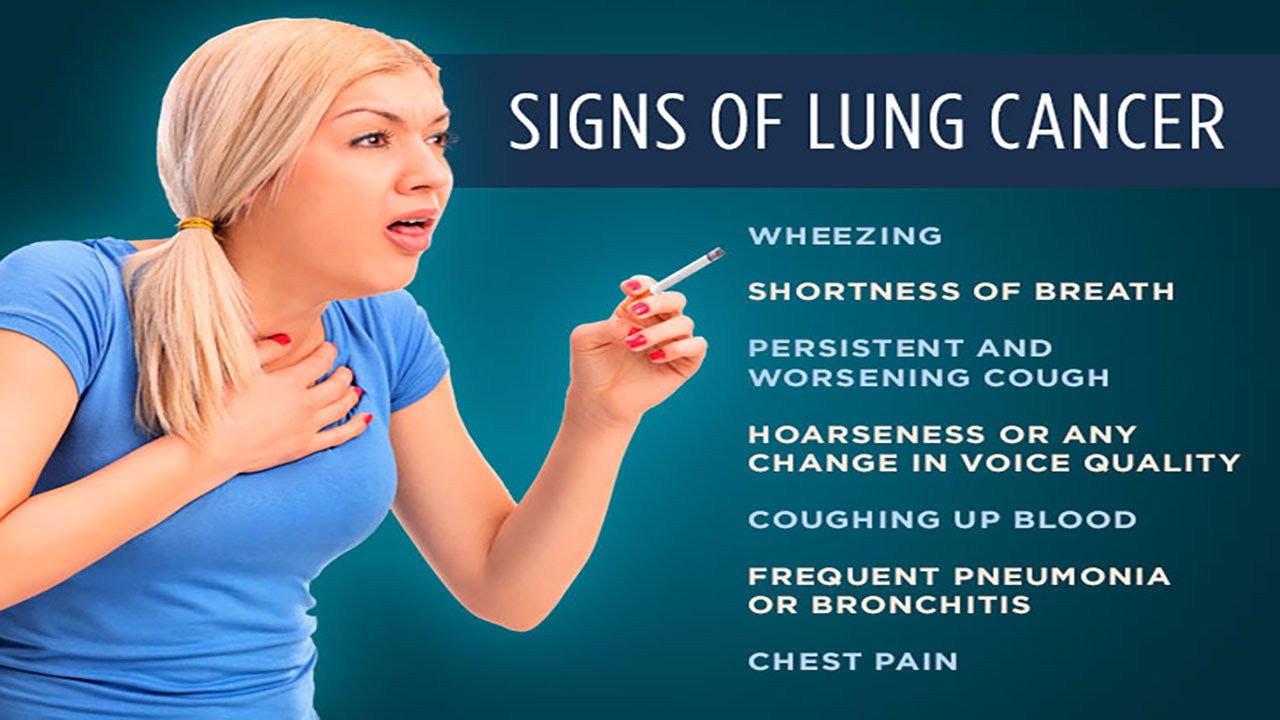 SIGNS OF LUNG CANCER
WHEEZING
SHORTNESS OF BREATH
PERSISTENT AND
WORSENING COUGH
HOARSENESS OR ANY
CHANGE IN VOICE QUALITY
COUGHING UP BLOOD
FREQUENT PNEUMONIA
OR BRONCHITIS
CHEST PAIN